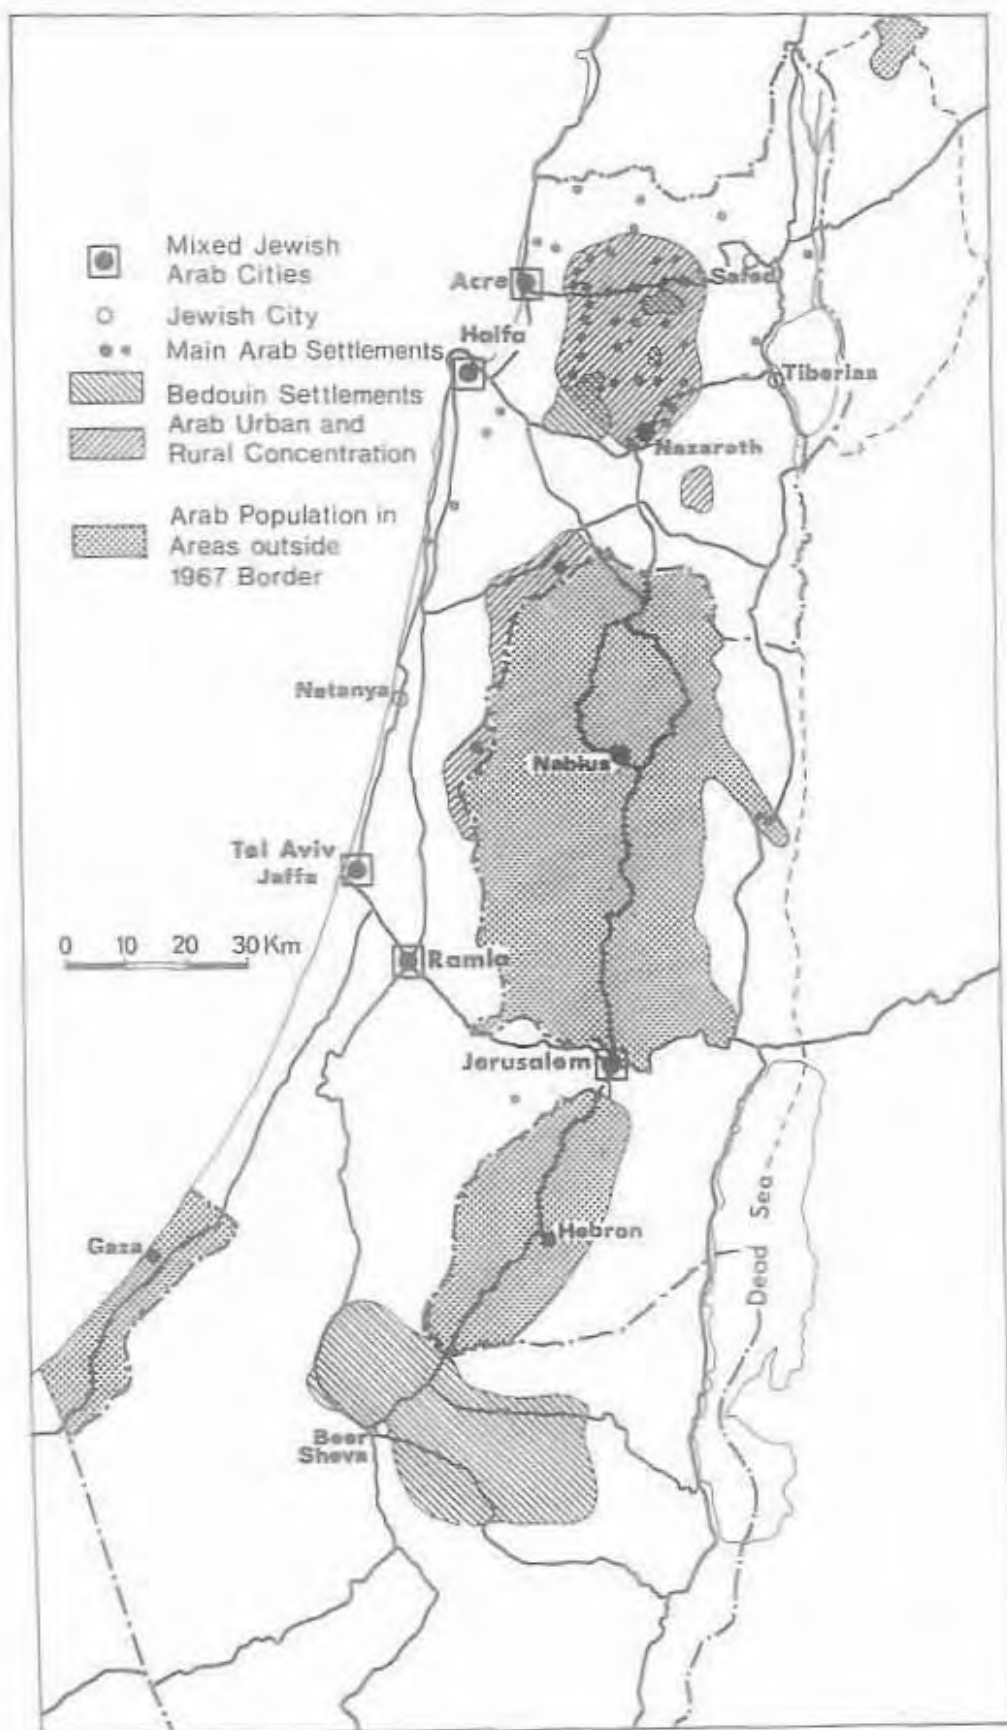 Mixed Jewish
Arab Cities
Jewish City
Main Arab Settlements
Bedouin Settlements
Arab Urban and
Rural Concentration
Arab Population in
Areas outside
1967 Border
Acre
Safed
Haifa
Tiberias
Nazareth
Netanya
Nablus
Tel Aviv
Jaffa
0 10 20 30 Km
Ramla
Jerusalem
Hebron
Gaza
Dead Sea
Beer
Sheva